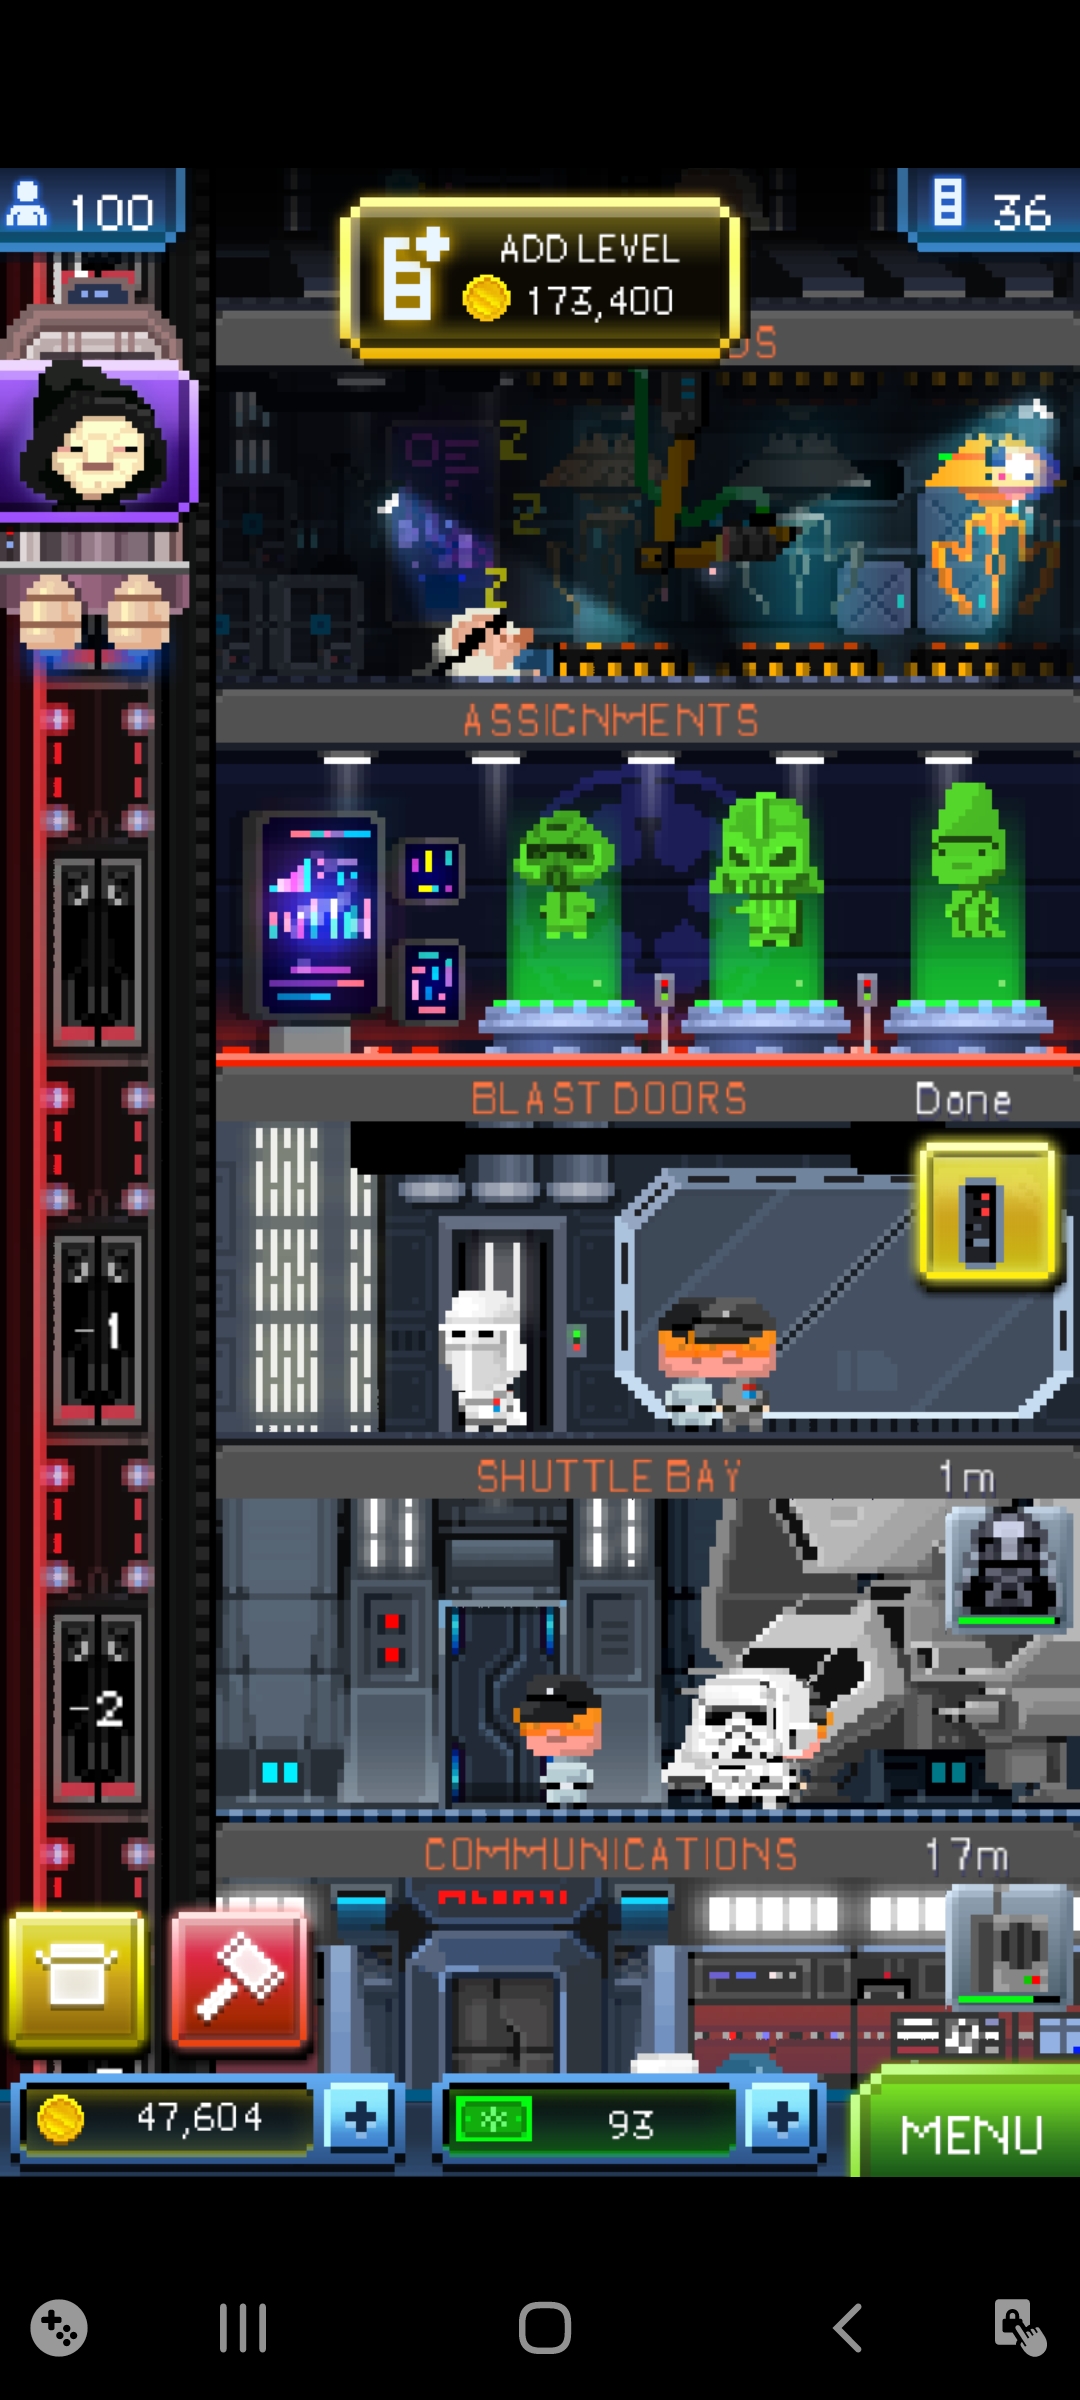 100
ADD LEVEL
173,400
36
DS
Z
Z
Z
ASSIGNMENTS
BLAST DOORS
Done
-1
SHUTTLE BAY
1m
-2
COMMUNICATIONS
17m
47,604
93
MENU